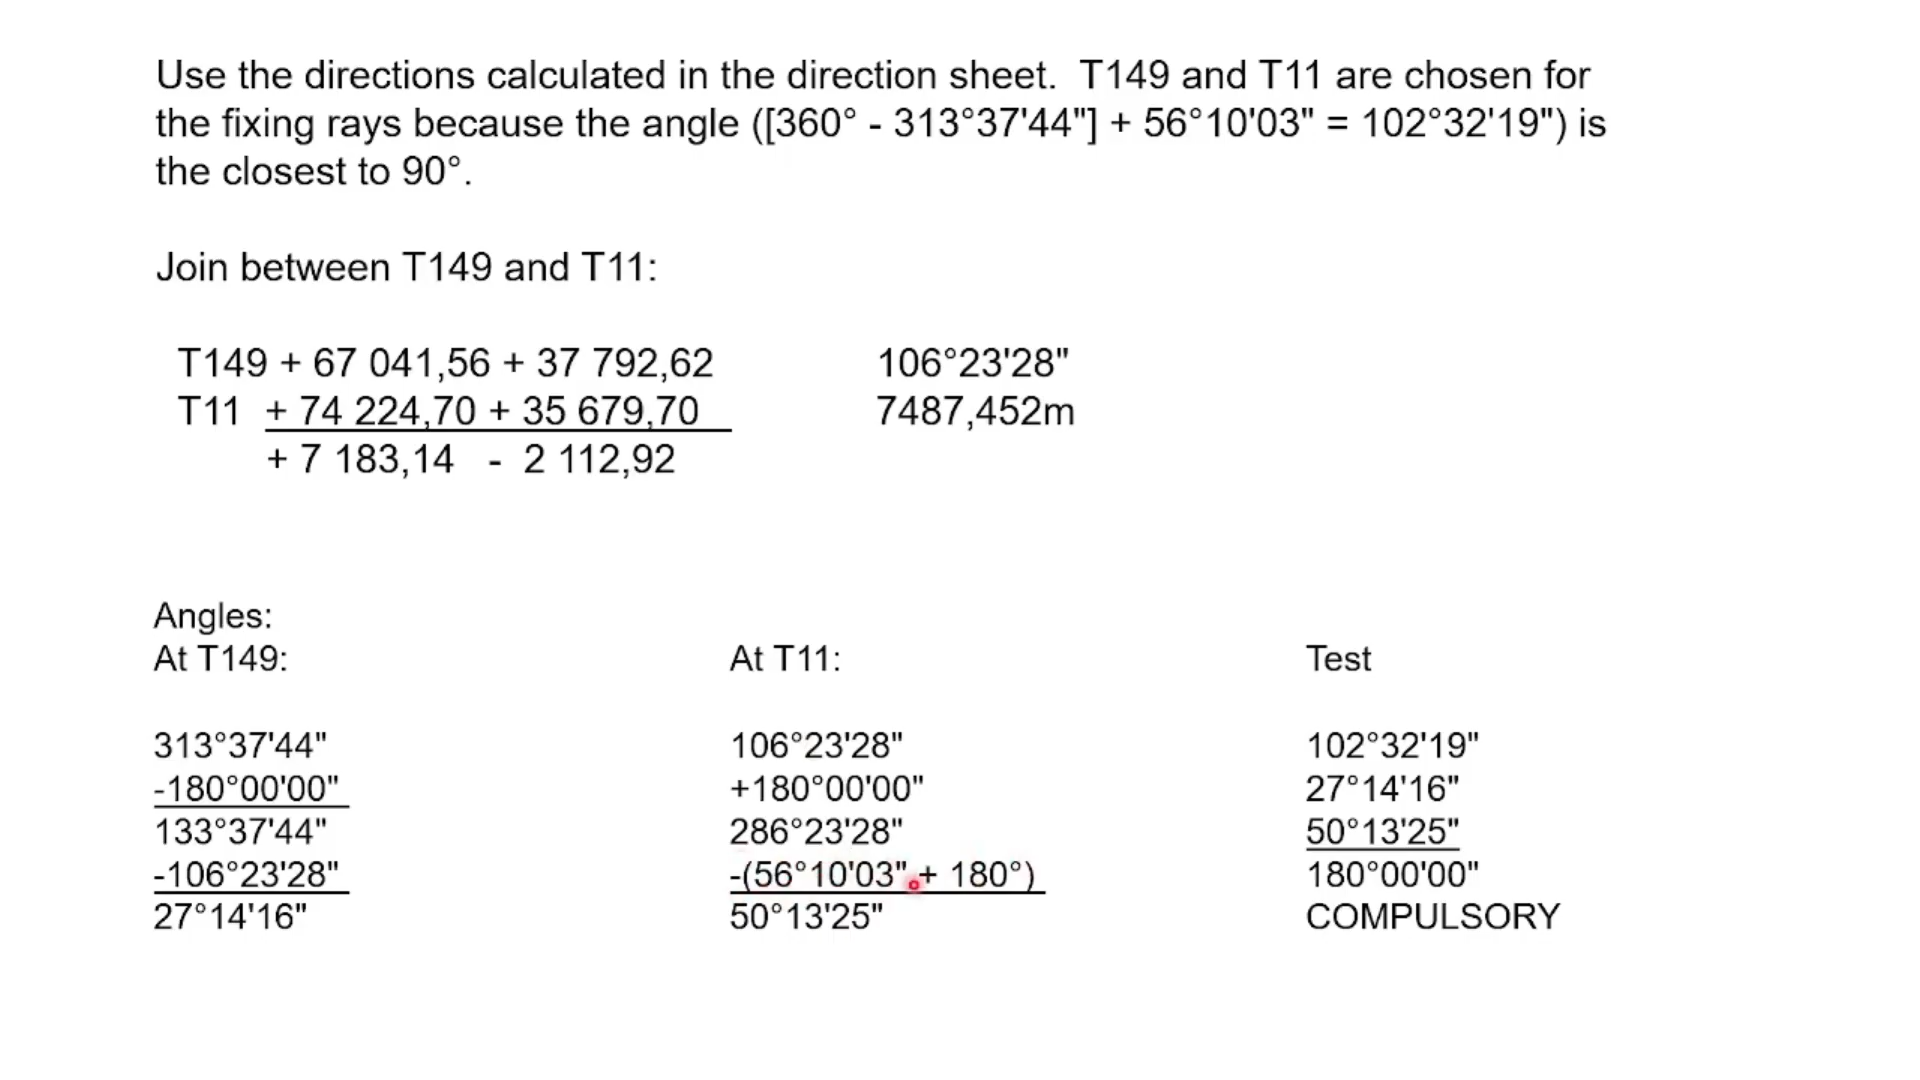 Use the directions calculated in the direction sheet. T149 and T11 are chosen for
the fixing rays because the angle ([360° - 313°37'44"] + 56°10'03" = 102°32'19") is
the closest to 90°.
Join between T149 and T11:
T149 + 67 041,56 + 37 792,62 106°23'28"
T11 + 74 224,70 + 35 679,70 7487,452m
+ 7 183,14 - 2 112,92
Angles:
At T149: At T11: Test
313°37'44" 106°23'28" 102°32'19"
-180°00'00" +180°00'00" 27°14'16"
133°37'44" 286°23'28" 50°13'25"
-106°23'28" -(56°10'03" + 180°) 180°00'00"
27°14'16" 50°13'25" COMPULSORY